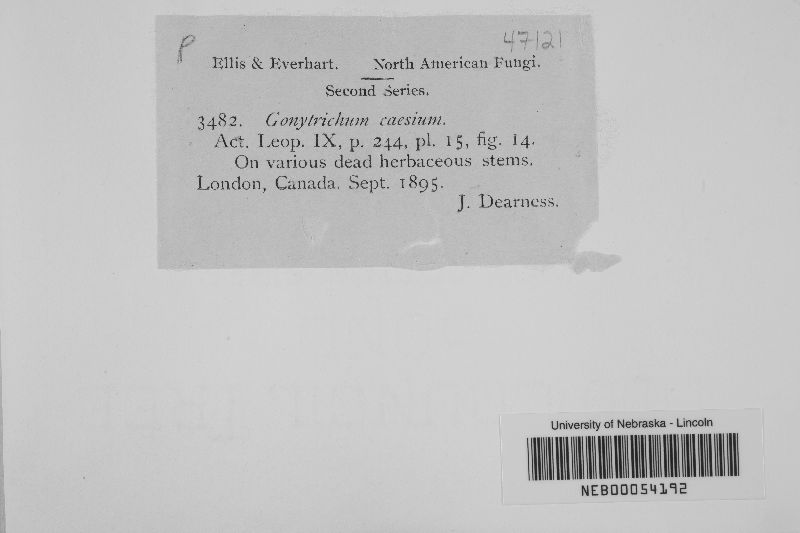 P 47121
Ellis & Everhart. North American Fungi.
Second Series.
3482. Gonytrichum caesium.
Act. Leop. IX, p. 244, pl. 15, fig. 14.
On various dead herbaceous stems.
London, Canada. Sept. 1895.
J. Dearness.
University of Nebraska - Lincoln
NEB00054192